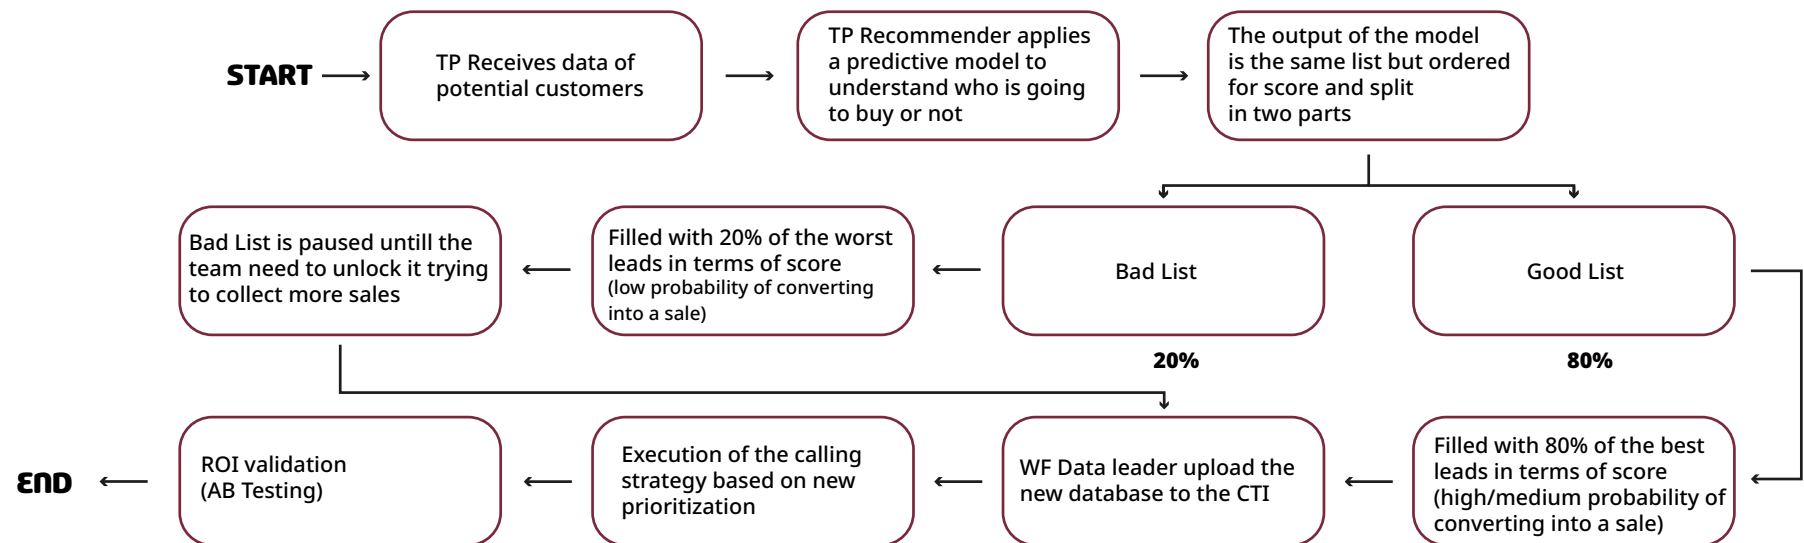 START
TP Receives data of
potential customers
TP Recommender applies
a predictive model to
understand who is going
to buy or not
The output of the model
is the same list but ordered
for score and split
in two parts
Bad List is paused untill the
team need to unlock it trying
to collect more sales
Filled with 20% of the worst
leads in terms of score
(low probability of converting
into a sale)
Bad List
20%
Good List
80%
END
ROI validation
(AB Testing)
Execution of the calling
strategy based on new
prioritization
WF Data leader upload the
new database to the CTI
Filled with 80% of the best
leads in terms of score
(high/medium probability of
converting into a sale)